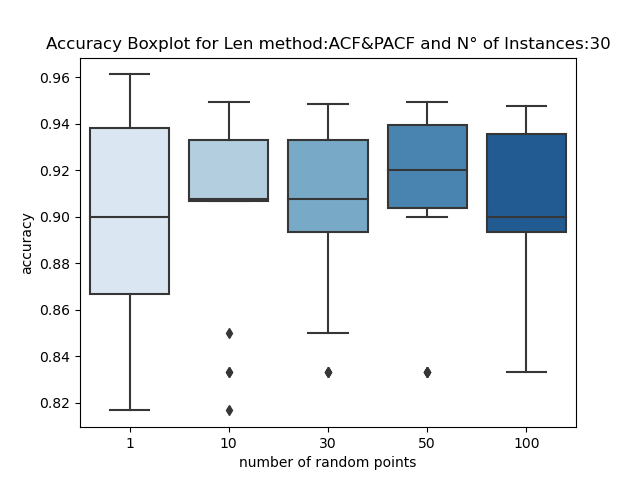 Accuracy Boxplot for Len method:ACF&PACF and N° of Instances:30
0.96
0.94
0.92
0.90
0.88
0.86
0.84
0.82
accuracy
1 10 30 50 100
number of random points